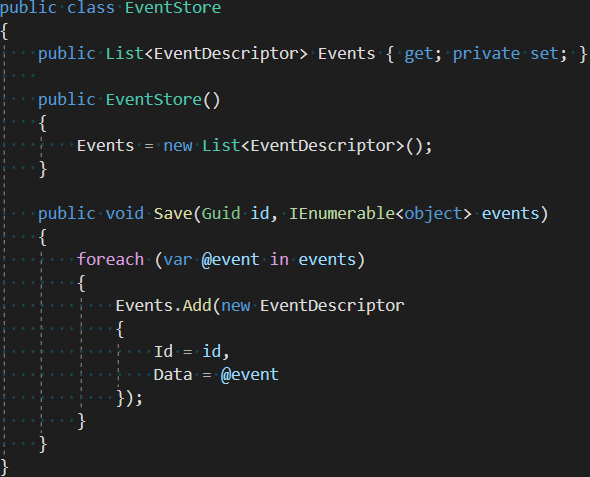 public class EventStore
{
    public List<EventDescriptor> Events { get; private set; }

    public EventStore()
    {
        Events = new List<EventDescriptor>();
    }

    public void Save(Guid id, IEnumerable<object> events)
    {
        foreach (var @event in events)
        {
            Events.Add(new EventDescriptor
            {
                Id = id,
                Data = @event
            });
        }
    }
}